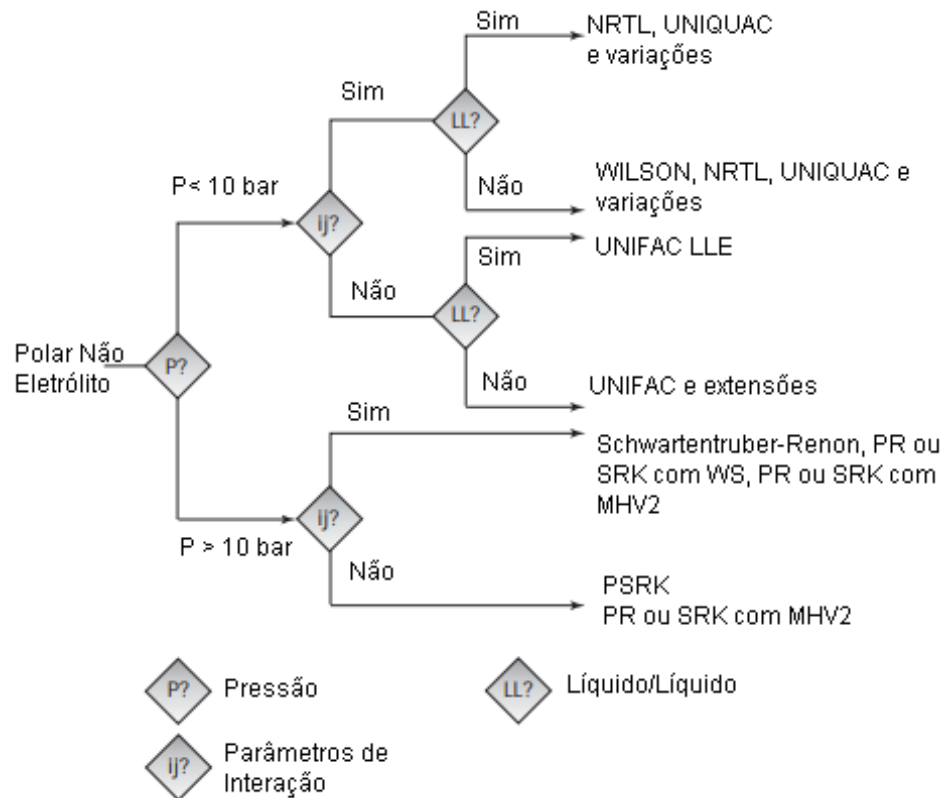 Sim
NRTL, UNIQUAC
e variações
Sim
LL?
Não
WILSON, NRTL, UNIQUAC e
variações
P< 10 bar
ij?
Sim
UNIFAC LLE
Não
LL?
Polar Não
Eletrólito
P?
Não
UNIFAC e extensões
Sim
Schwartentruber-Renon, PR ou
SRK com WS, PR ou SRK com
MHV2
ij?
P > 10 bar
Não
PSRK
PR ou SRK com MHV2
P?
Pressão
LL?
Líquido/Líquido
ij?
Parâmetros de
Interação